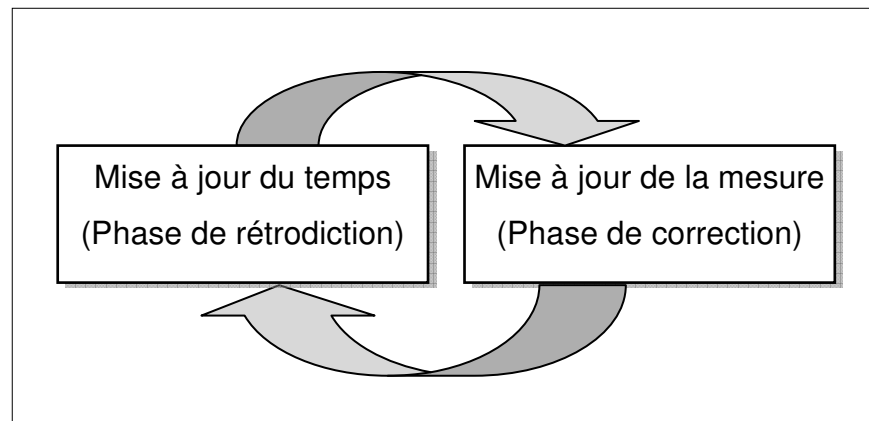 Mise à jour du temps
(Phase de rétrodiction)
Mise à jour de la mesure
(Phase de correction)